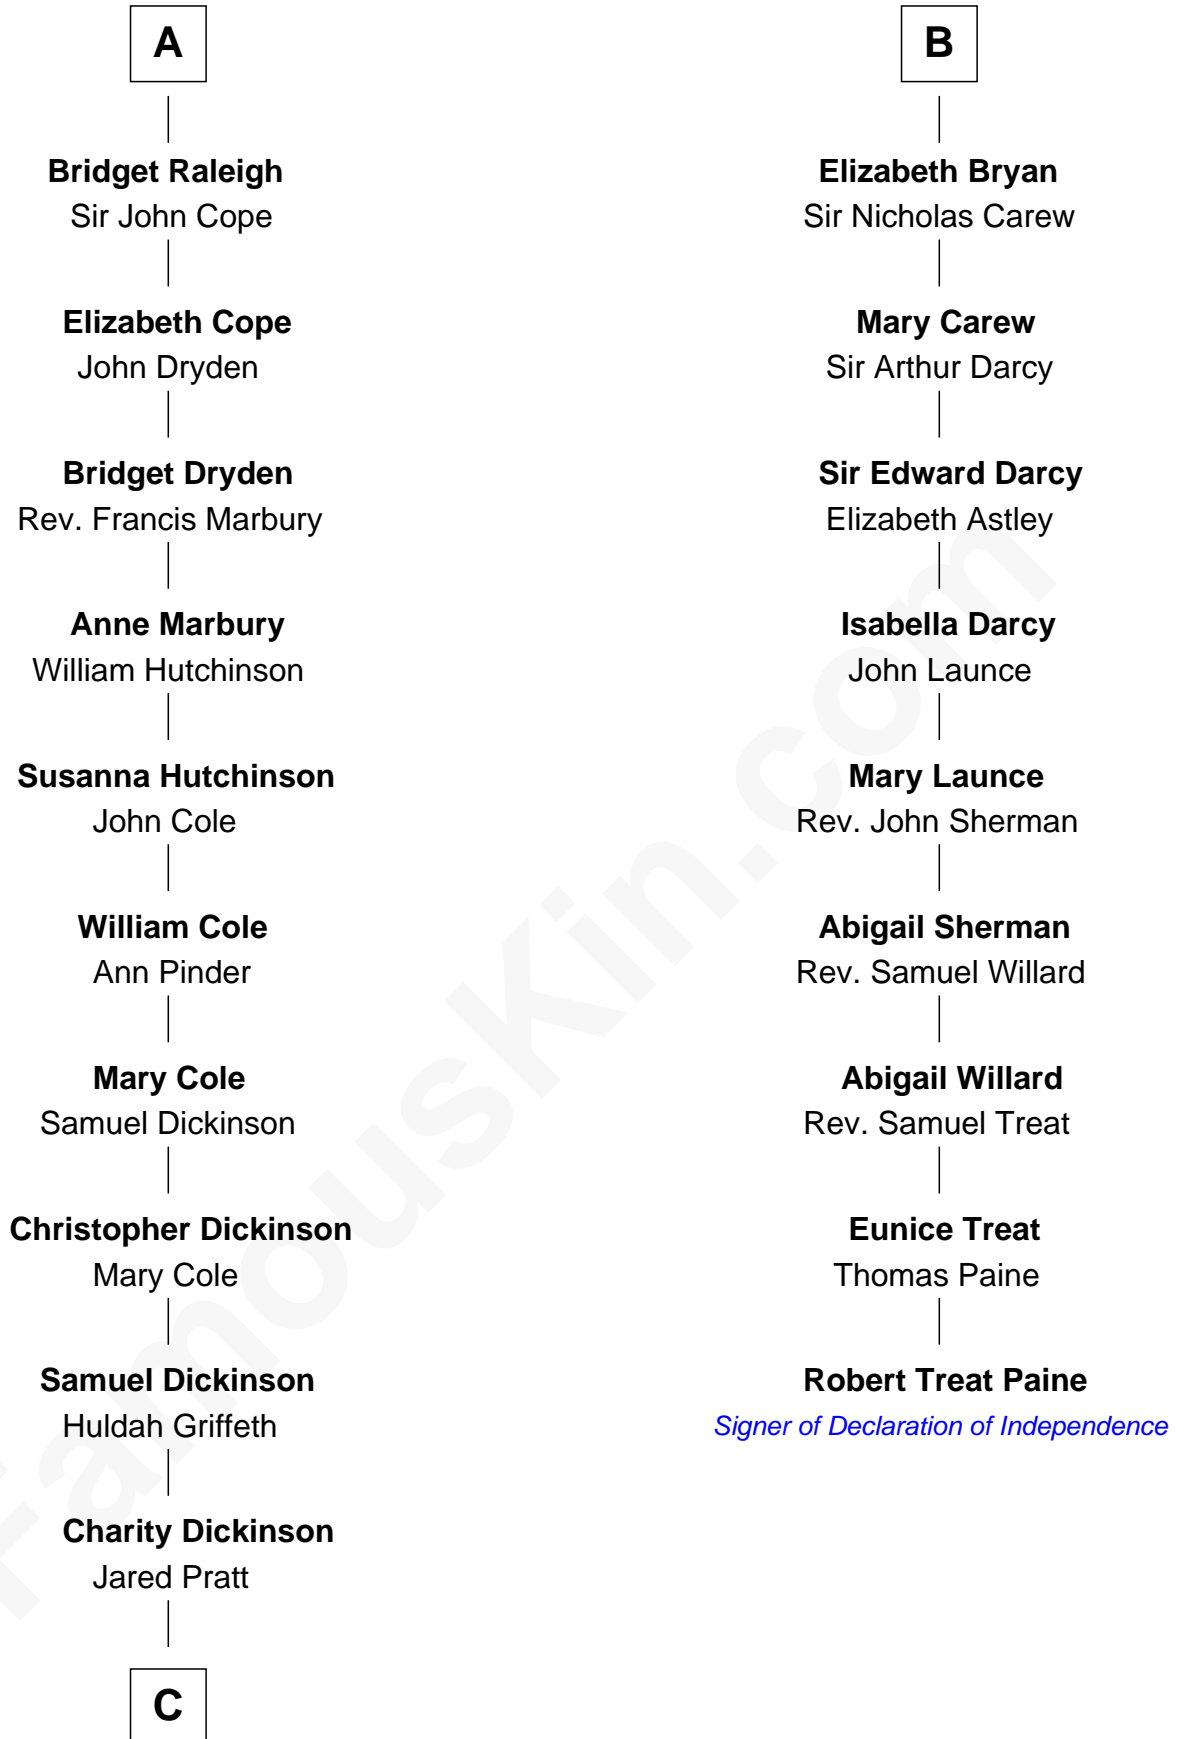 A
Bridget Raleigh
Sir John Cope
Elizabeth Cope
John Dryden
Bridget Dryden
Rev. Francis Marbury
Anne Marbury
William Hutchinson
Susanna Hutchinson
John Cole
William Cole
Ann Pinder
Mary Cole
Samuel Dickinson
Christopher Dickinson
Mary Cole
Samuel Dickinson
Huldah Griffeth
Charity Dickinson
Jared Pratt
C
B
Elizabeth Bryan
Sir Nicholas Carew
Mary Carew
Sir Arthur Darcy
Sir Edward Darcy
Elizabeth Astley
Isabella Darcy
John Launce
Mary Launce
Rev. John Sherman
Abigail Sherman
Rev. Samuel Willard
Abigail Willard
Rev. Samuel Treat
Eunice Treat
Thomas Paine
Robert Treat Paine
Signer of Declaration of Independence
FamousKin.com